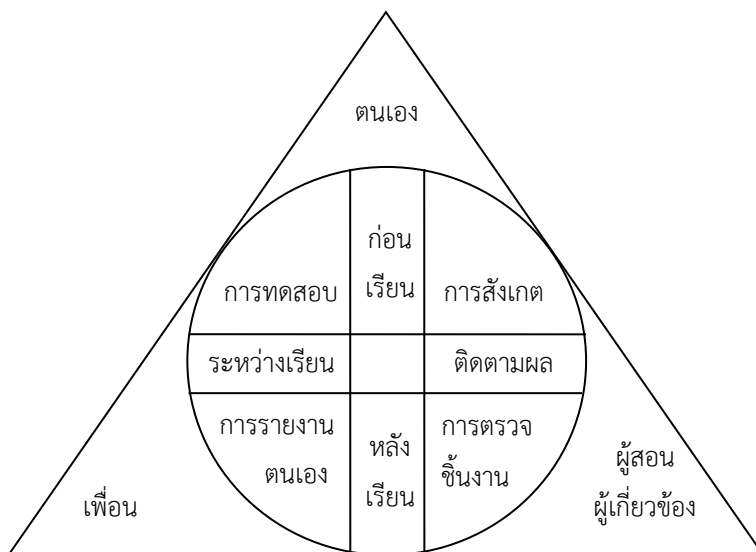 ตนเอง
ก่อน
เรียน
การทดสอบ
การสังเกต
ระหว่างเรียน
ติดตามผล
การรายงาน
ตนเอง
หลัง
เรียน
การตรวจ
ชิ้นงาน
เพื่อน
ผู้สอน
ผู้เกี่ยวข้อง